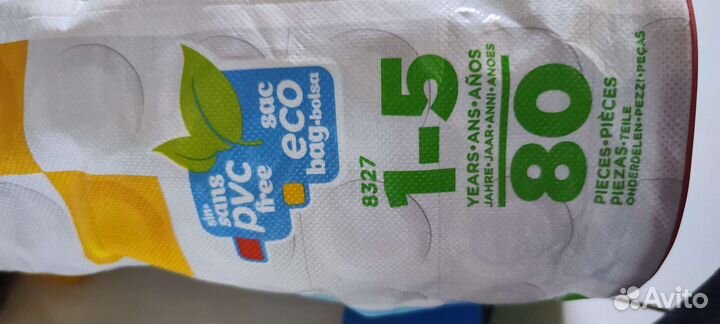 sin·
sans sac
pvc eco
free bag·bolsa
8327
1-5
YEARS·ANS·AÑOS
JAHRE·JAAR·ANNI·ANOES
80
PIECES·PIÈCES
PIEZAS·TEILE
ONDERDELEN·PEZZI·PEÇAS
Avito